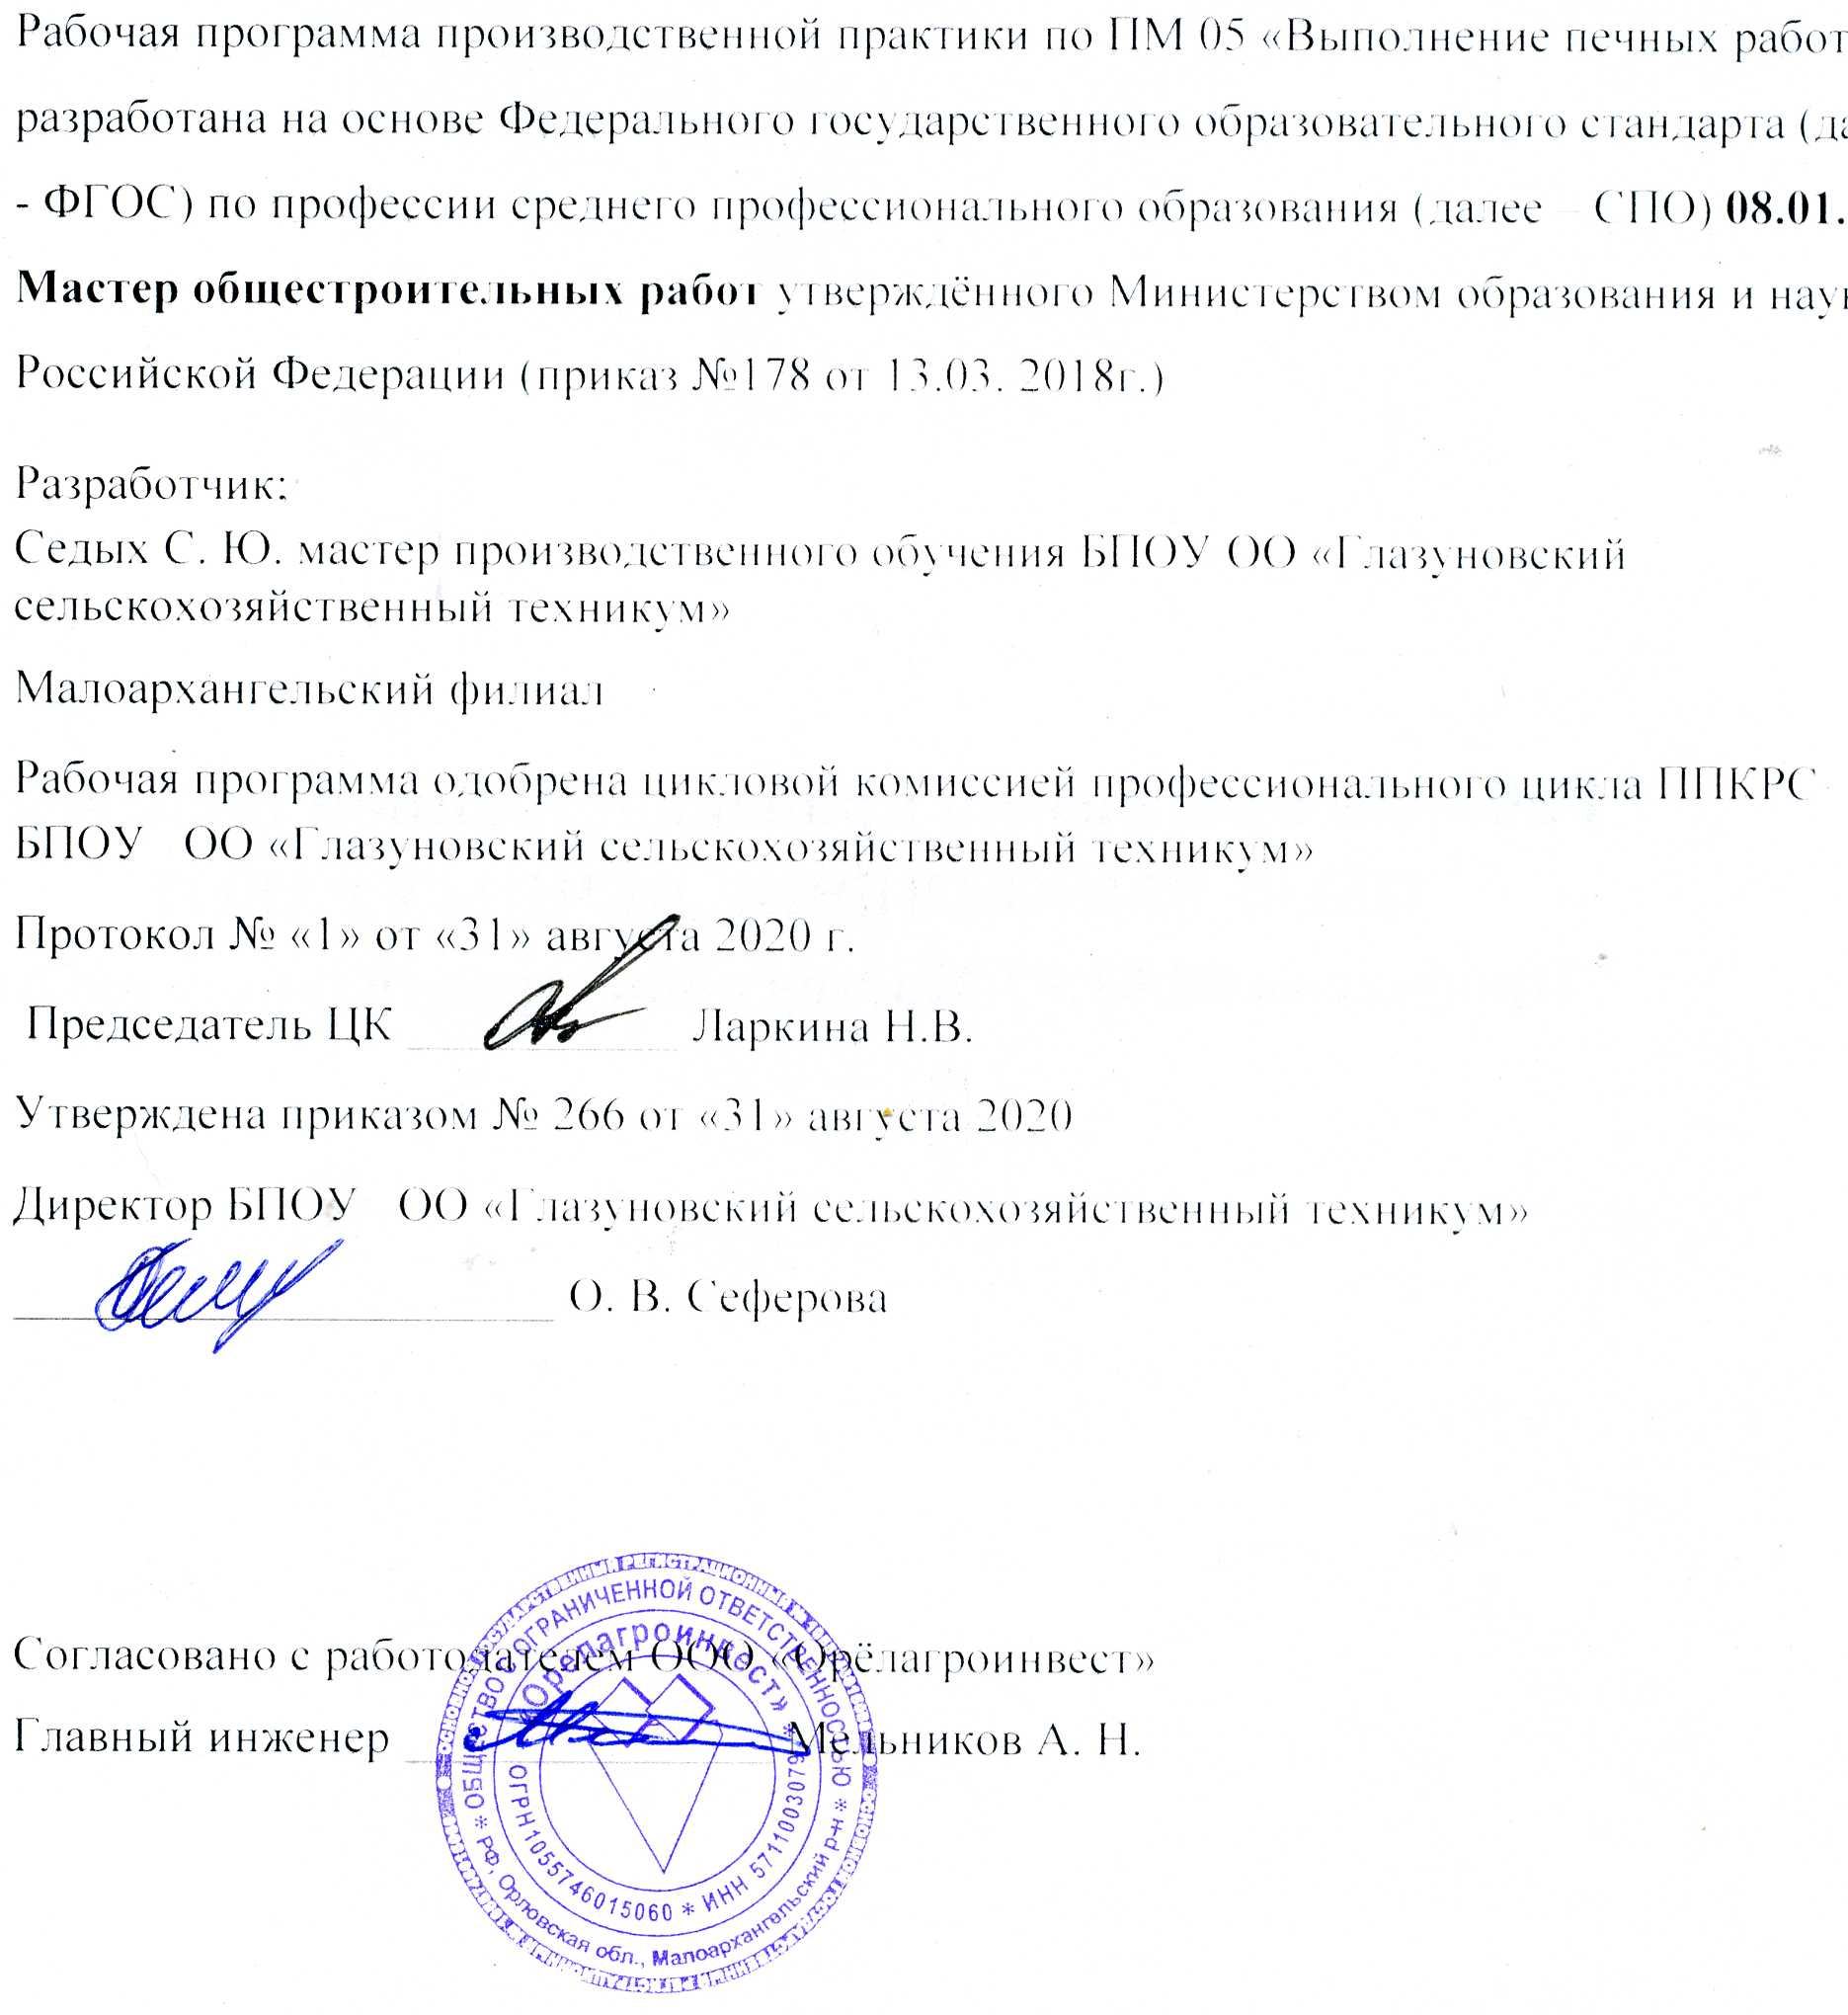 Рабочая программа производственной практики по ПМ 05 «Выполнение печных работ
разработана на основе Федерального государственного образовательного стандарта (да
- ФГОС) по профессии среднего профессионального образования (далее – СПО) 08.01.
Мастер общестроительных работ утверждённого Министерством образования и наук
Российской Федерации (приказ №178 от 13.03. 2018г.)
Разработчик:
Седых С. Ю. мастер производственного обучения БПОУ ОО «Глазуновский
сельскохозяйственный техникум»
Малоархангельский филиал
Рабочая программа одобрена цикловой комиссией профессионального цикла ППКРС
БПОУ ОО «Глазуновский сельскохозяйственный техникум»
Протокол № «1» от «31» августа 2020 г.
Председатель ЦК Ларкина Н.В.
Утверждена приказом № 266 от «31» августа 2020
Директор БПОУ ОО «Глазуновский сельскохозяйственный техникум»
О. В. Сеферова
Согласовано с работодателем ООО «Орёлагроинвест»
Главный инженер Мельников А. Н.
ОБЩЕСТВО С ОГРАНИЧЕННОЙ ОТВЕТСТВЕННОСТЬЮ
* РФ, Орловская обл., Малоархангельский р-н *
«Орелагроинвест»
ОГРН1055746015060 * ИНН 5711003079 *